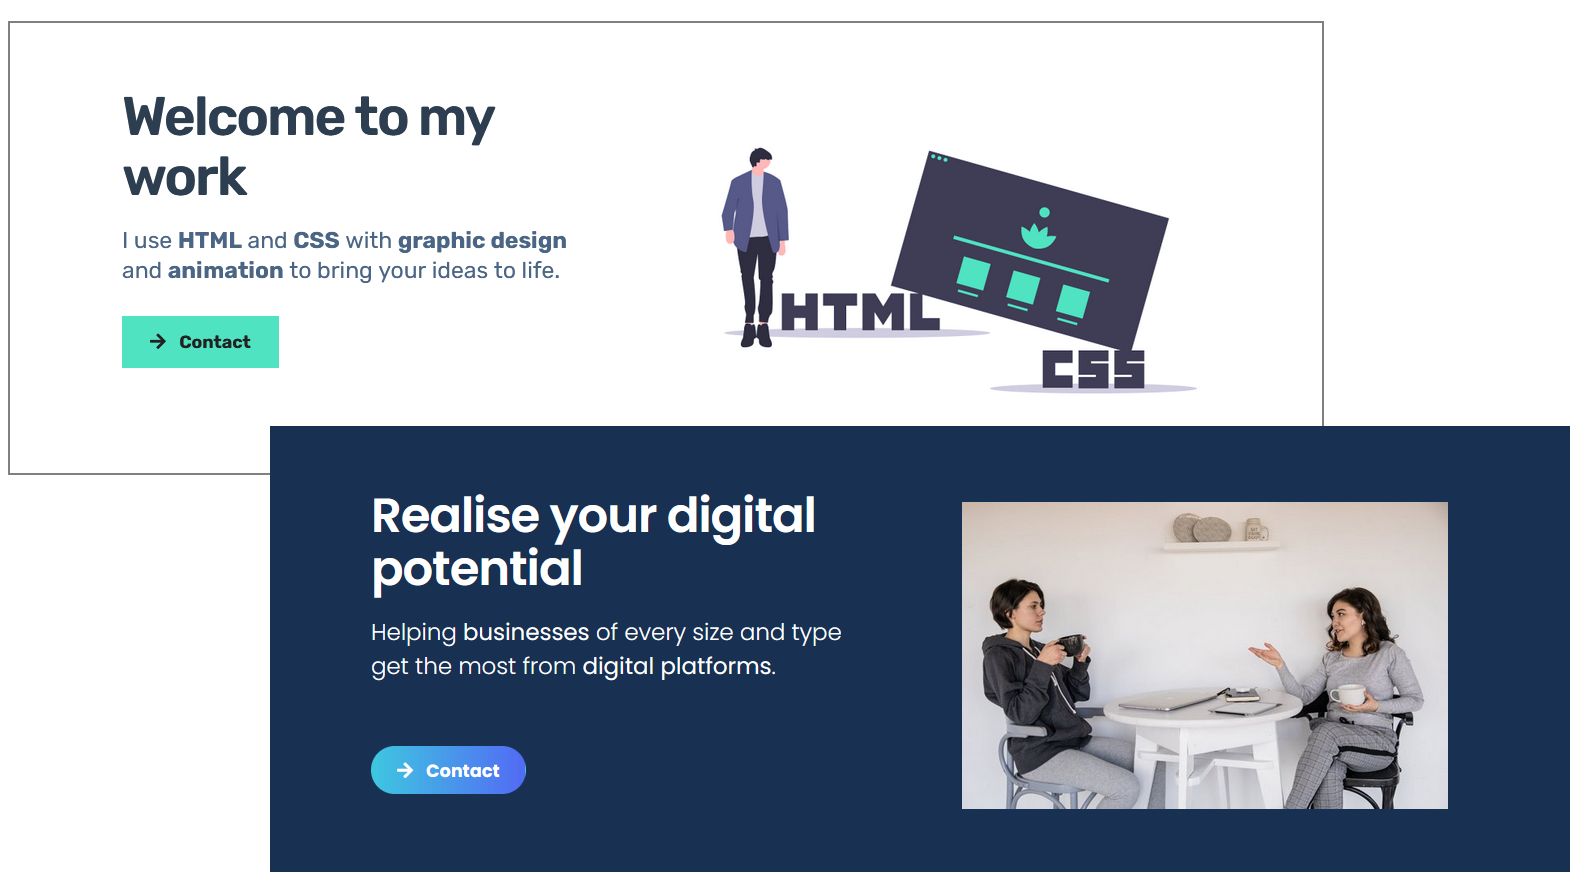 Welcome to my
work
I use HTML and CSS with graphic design
and animation to bring your ideas to life.
Contact
HTML
CSS
Realise your digital
potential
Helping businesses of every size and type
get the most from digital platforms.
Contact